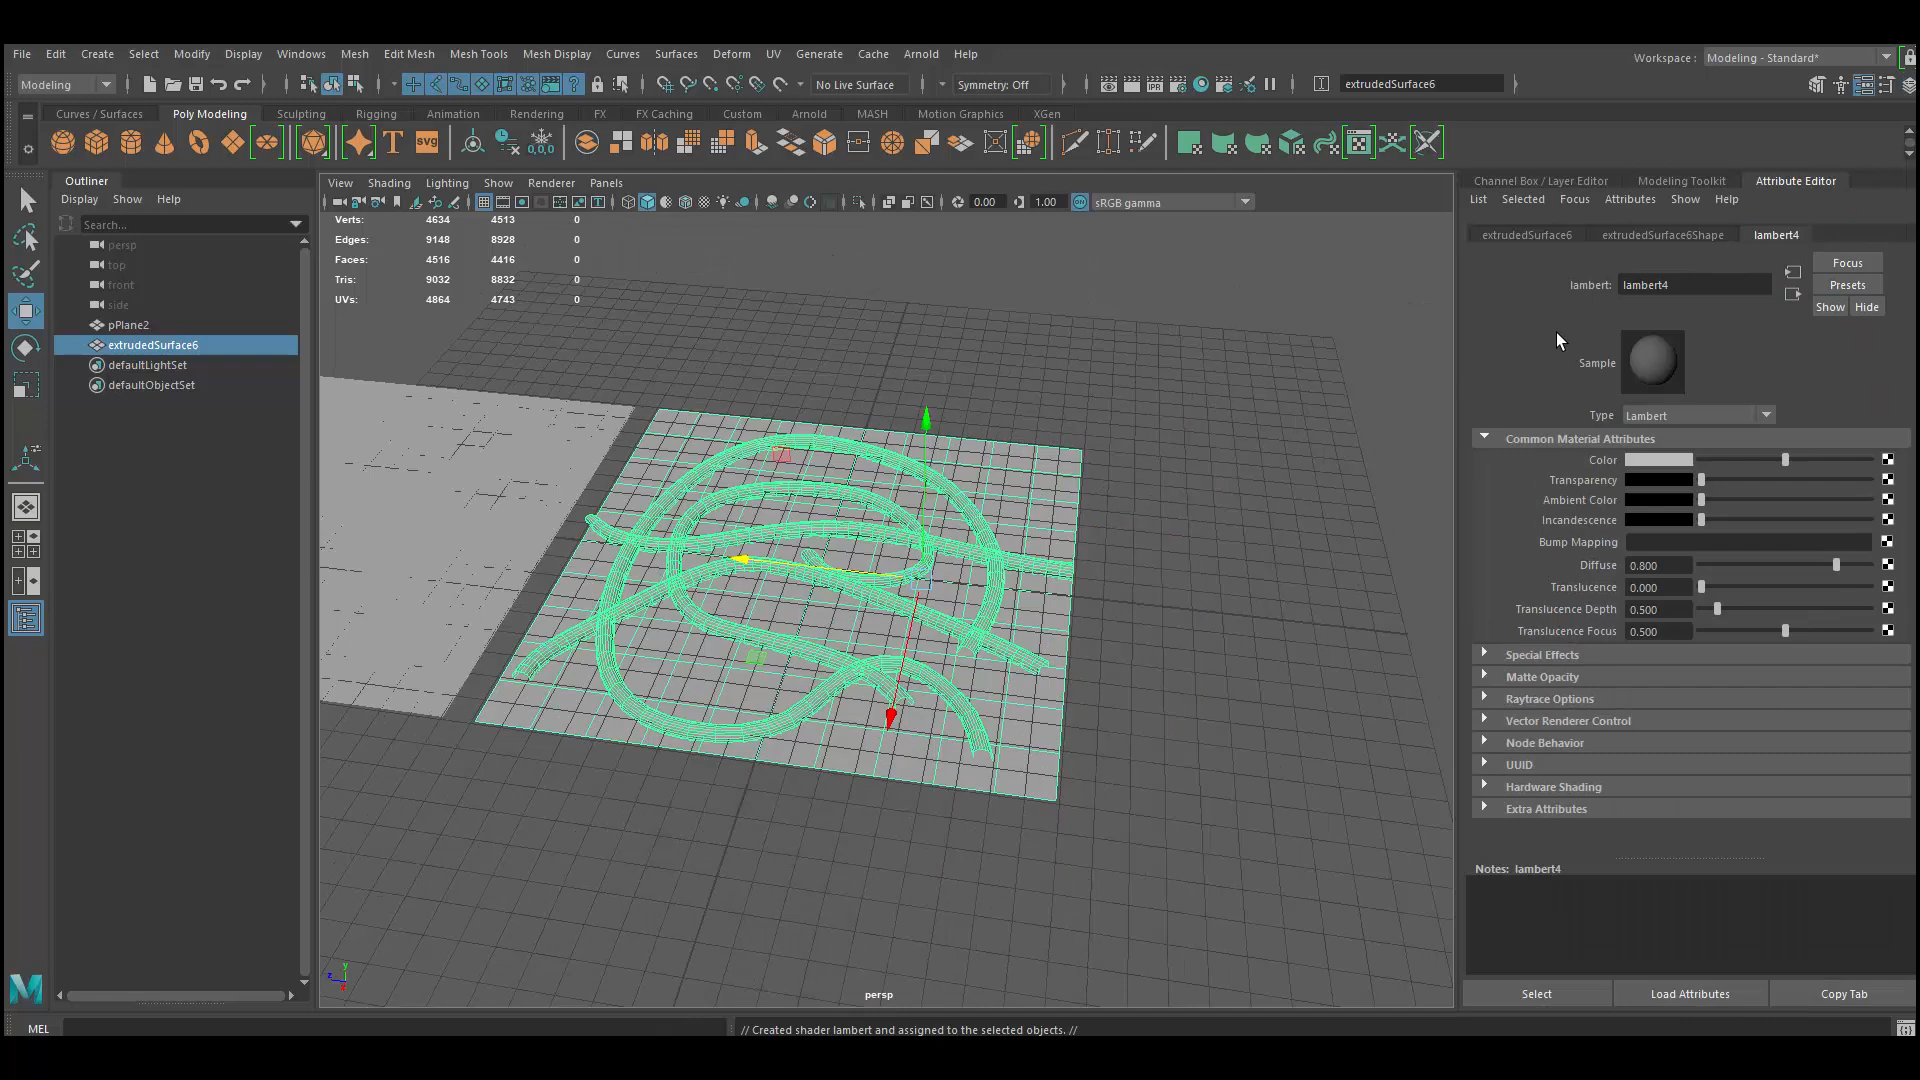 File Edit Create Select Modify Display Windows Mesh Edit Mesh Mesh Tools Mesh Display Curves Surfaces Deform UV Generate Cache Arnold Help
Workspace : Modeling - Standard*
Modeling No Live Surface Symmetry: Off IPR extrudedSurface6
Curves / Surfaces Poly Modeling Sculpting Rigging Animation Rendering FX FX Caching Custom Arnold MASH Motion Graphics XGen
T SVG 0,0,0
Outliner
Display Show Help
Search...
persp
top
front
side
pPlane2
extrudedSurface6
defaultLightSet
defaultObjectSet
View Shading Lighting Show Renderer Panels
0.00 1.00 ON sRGB gamma
Verts: 4634 4513 0
Edges: 9148 8928 0
Faces: 4516 4416 0
Tris: 9032 8832 0
UVs: 4864 4743 0
persp
y
z
x
Channel Box / Layer Editor Modeling Toolkit Attribute Editor
List Selected Focus Attributes Show Help
extrudedSurface6 extrudedSurface6Shape lambert4
Focus
lambert: lambert4 Presets
Show Hide
Sample
Type Lambert
Common Material Attributes
Color
Transparency
Ambient Color
Incandescence
Bump Mapping
Diffuse 0.800
Translucence 0.000
Translucence Depth 0.500
Translucence Focus 0.500
Special Effects
Matte Opacity
Raytrace Options
Vector Renderer Control
Node Behavior
UUID
Hardware Shading
Extra Attributes
Notes: lambert4
Select Load Attributes Copy Tab
MEL // Created shader lambert and assigned to the selected objects. //